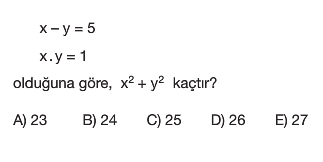 x – y = 5
x . y = 1
olduğuna göre, x² + y² kaçtır?
A) 23 B) 24 C) 25 D) 26 E) 27